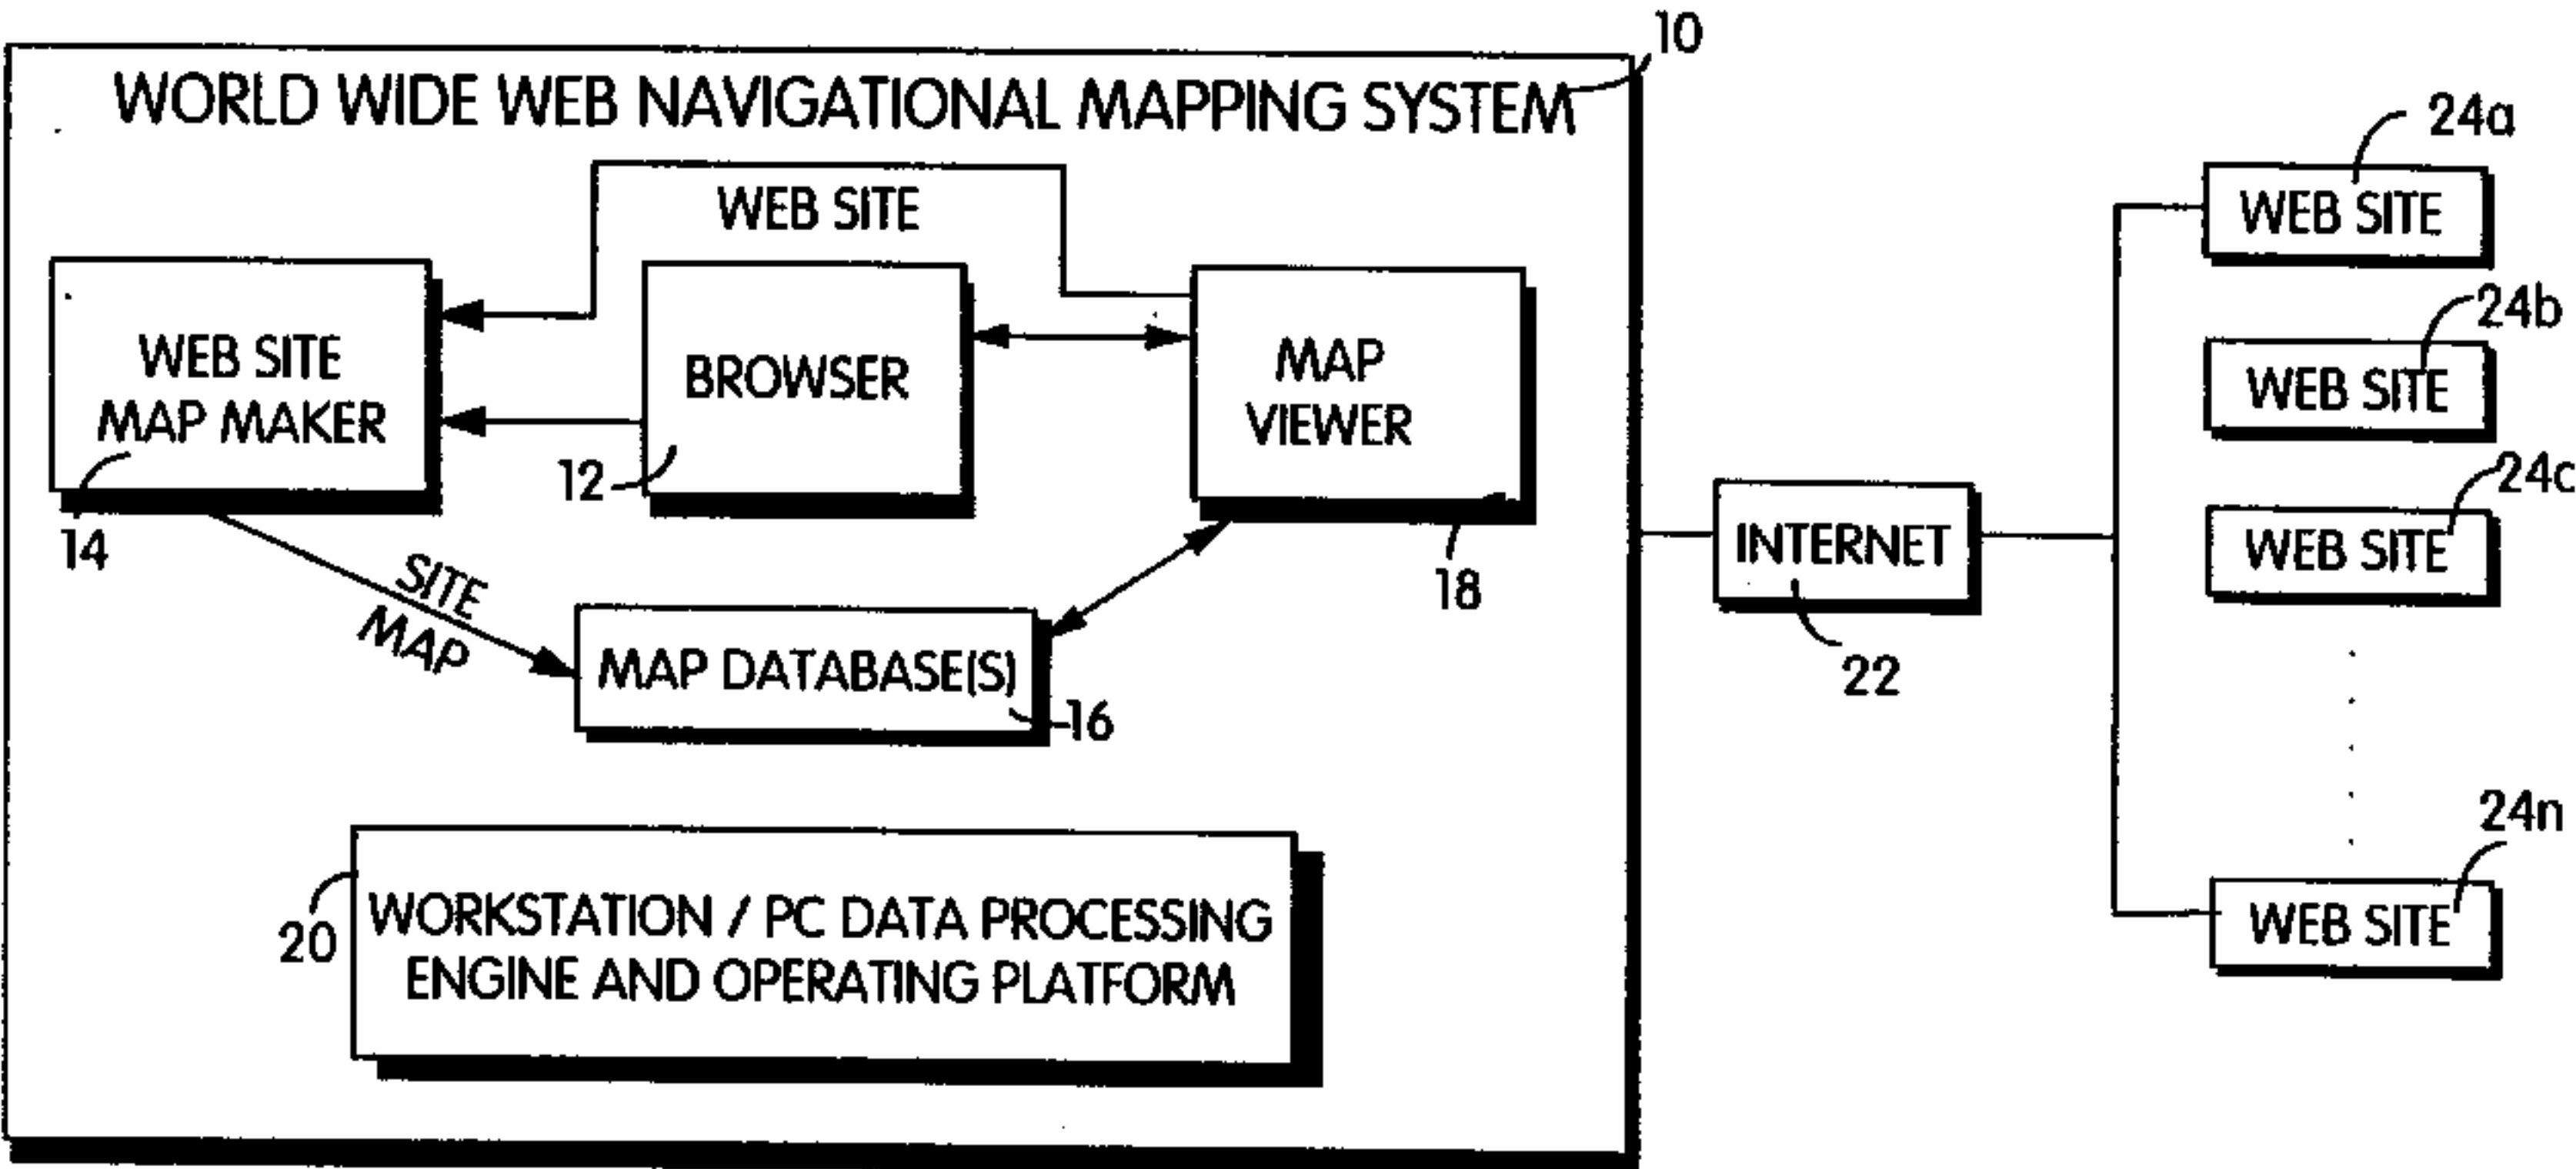 10
WORLD WIDE WEB NAVIGATIONAL MAPPING SYSTEM
WEB SITE
WEB SITE
MAP MAKER
14
BROWSER
12
MAP
VIEWER
18
SITE
MAP
MAP DATABASE(S)
16
20
WORKSTATION / PC DATA PROCESSING
ENGINE AND OPERATING PLATFORM
INTERNET
22
24a
WEB SITE
24b
WEB SITE
24c
WEB SITE
24n
WEB SITE